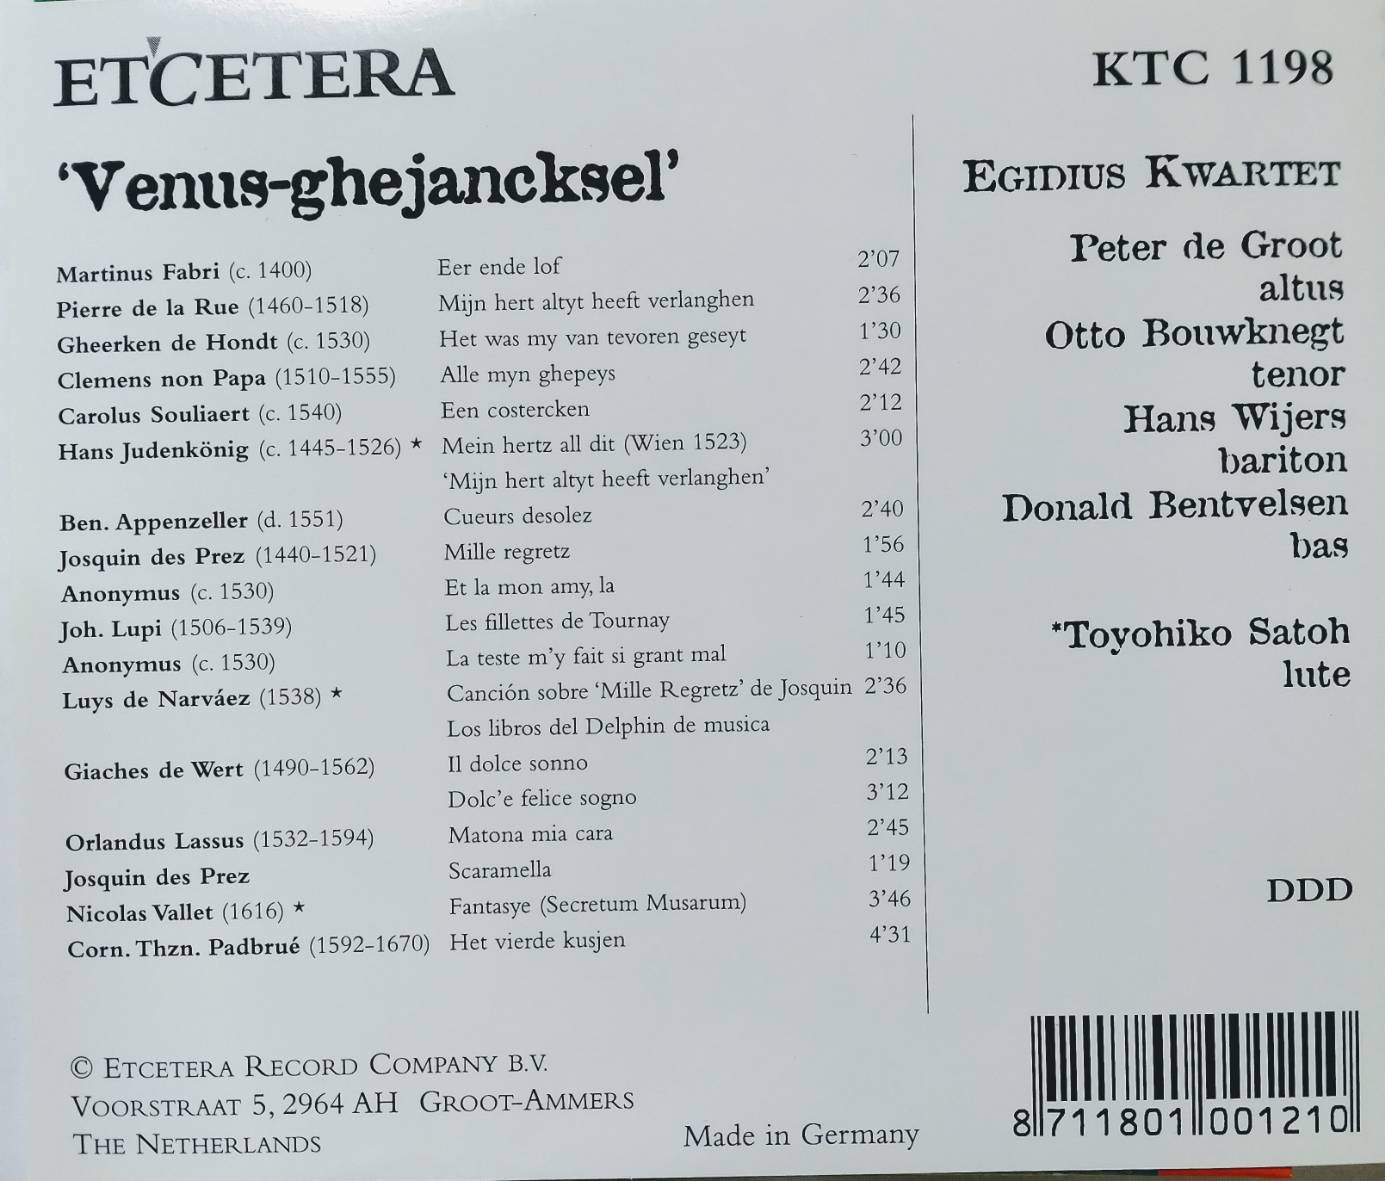 ET'CETERA
KTC 1198
'Venus-ghejancksel'
Martinus Fabri (c. 1400) Eer ende lof 2'07
Pierre de la Rue (1460-1518) Mijn hert altyt heeft verlanghen 2'36
Gheerken de Hondt (c. 1530) Het was my van tevoren geseyt 1'30
Clemens non Papa (1510-1555) Alle myn ghepeys 2'42
Carolus Souliaert (c. 1540) Een costercken 2'12
Hans Judenkönig (c. 1445-1526) * Mein hertz all dit (Wien 1523) 3'00
'Mijn hert altyt heeft verlanghen'
Ben. Appenzeller (d. 1551) Cueurs desolez 2'40
Josquin des Prez (1440-1521) Mille regretz 1'56
Anonymus (c. 1530) Et la mon amy, la 1'44
Joh. Lupi (1506-1539) Les fillettes de Tournay 1'45
Anonymus (c. 1530) La teste m'y fait si grant mal 1'10
Luys de Narváez (1538) * Canción sobre 'Mille Regretz' de Josquin 2'36
Los libros del Delphin de musica
Giaches de Wert (1490-1562) Il dolce sonno 2'13
Dolc'e felice sogno 3'12
Orlandus Lassus (1532-1594) Matona mia cara 2'45
Josquin des Prez Scaramella 1'19
Nicolas Vallet (1616) * Fantasye (Secretum Musarum) 3'46
Corn. Thzn. Padbrué (1592-1670) Het vierde kusjen 4'31
EGIDIUS KWARTET
Peter de Groot
altus
Otto Bouwknegt
tenor
Hans Wijers
bariton
Donald Bentvelsen
bas
*Toyohiko Satoh
lute
DDD
© ETCETERA RECORD COMPANY B.V.
VOORSTRAAT 5, 2964 AH GROOT-AMMERS
THE NETHERLANDS
Made in Germany
8 711801 001210